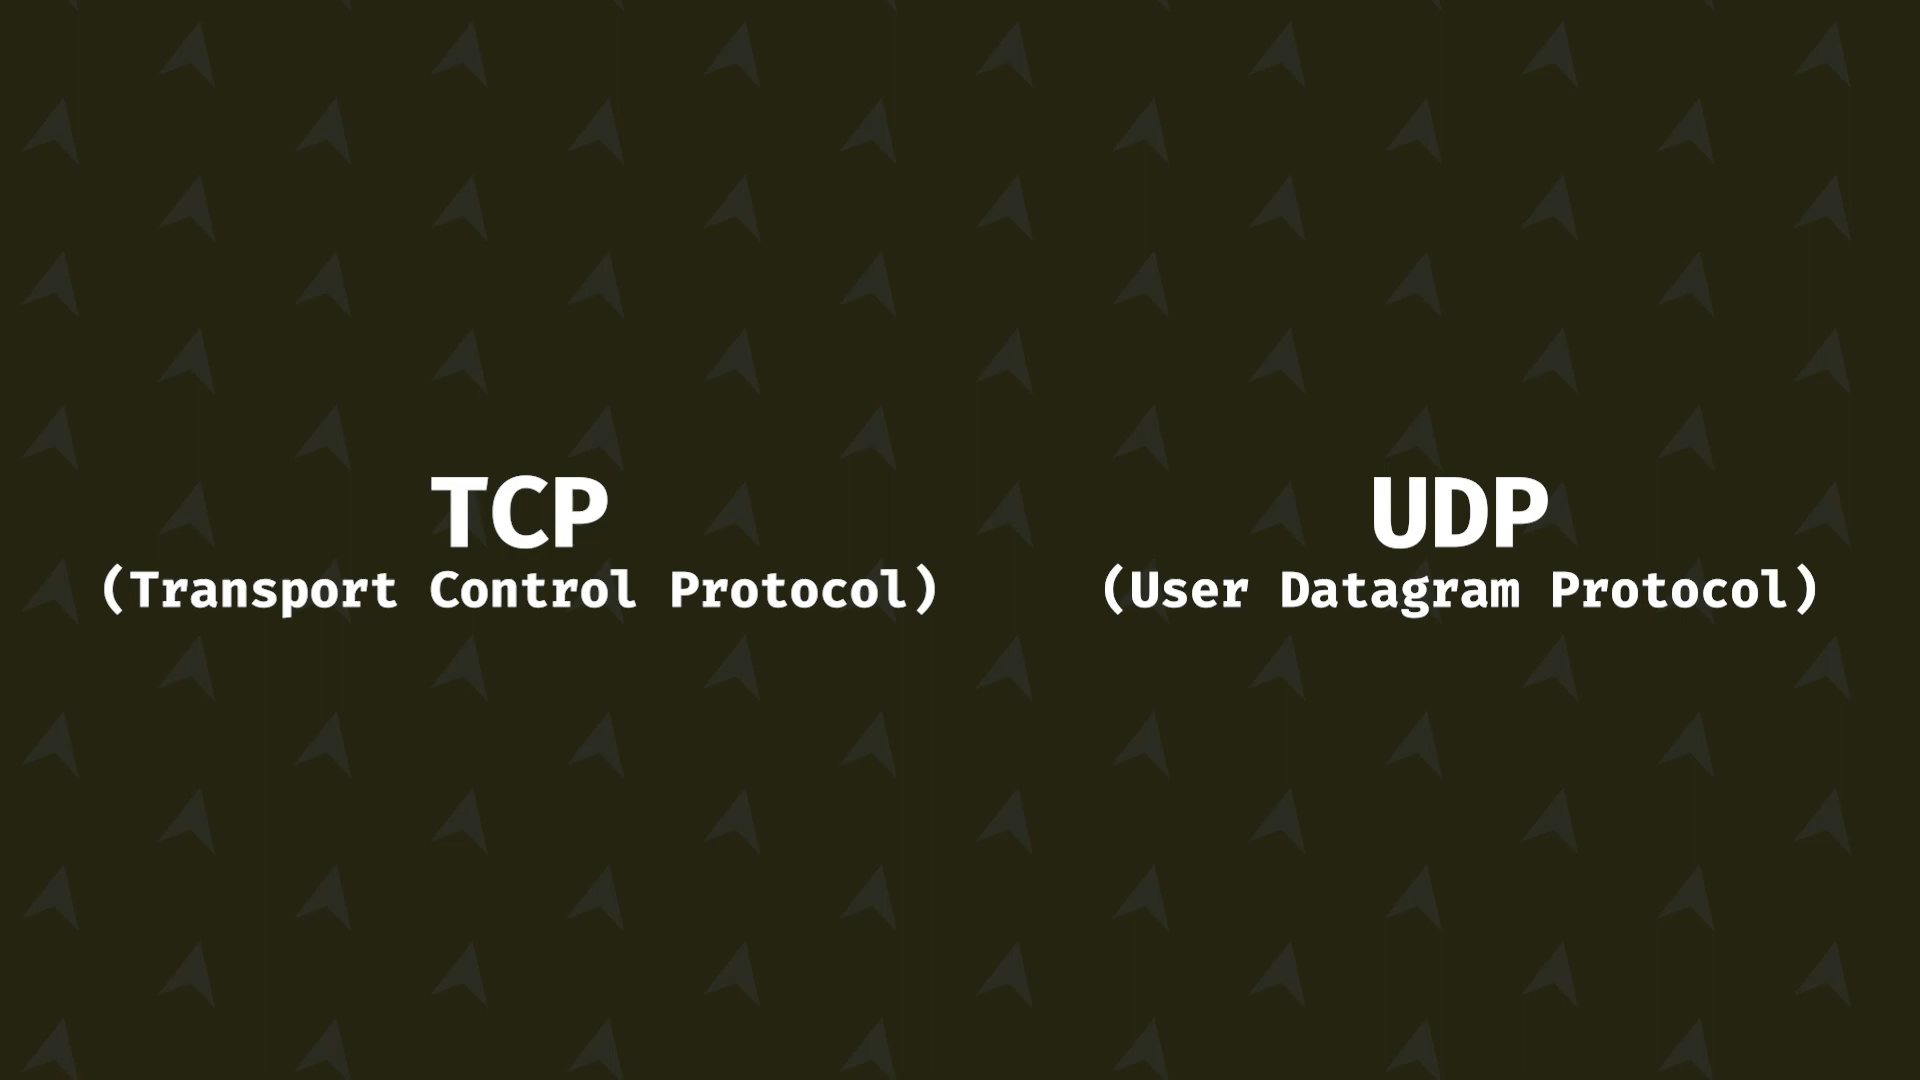 TCP
(Transport Control Protocol)
UDP
(User Datagram Protocol)